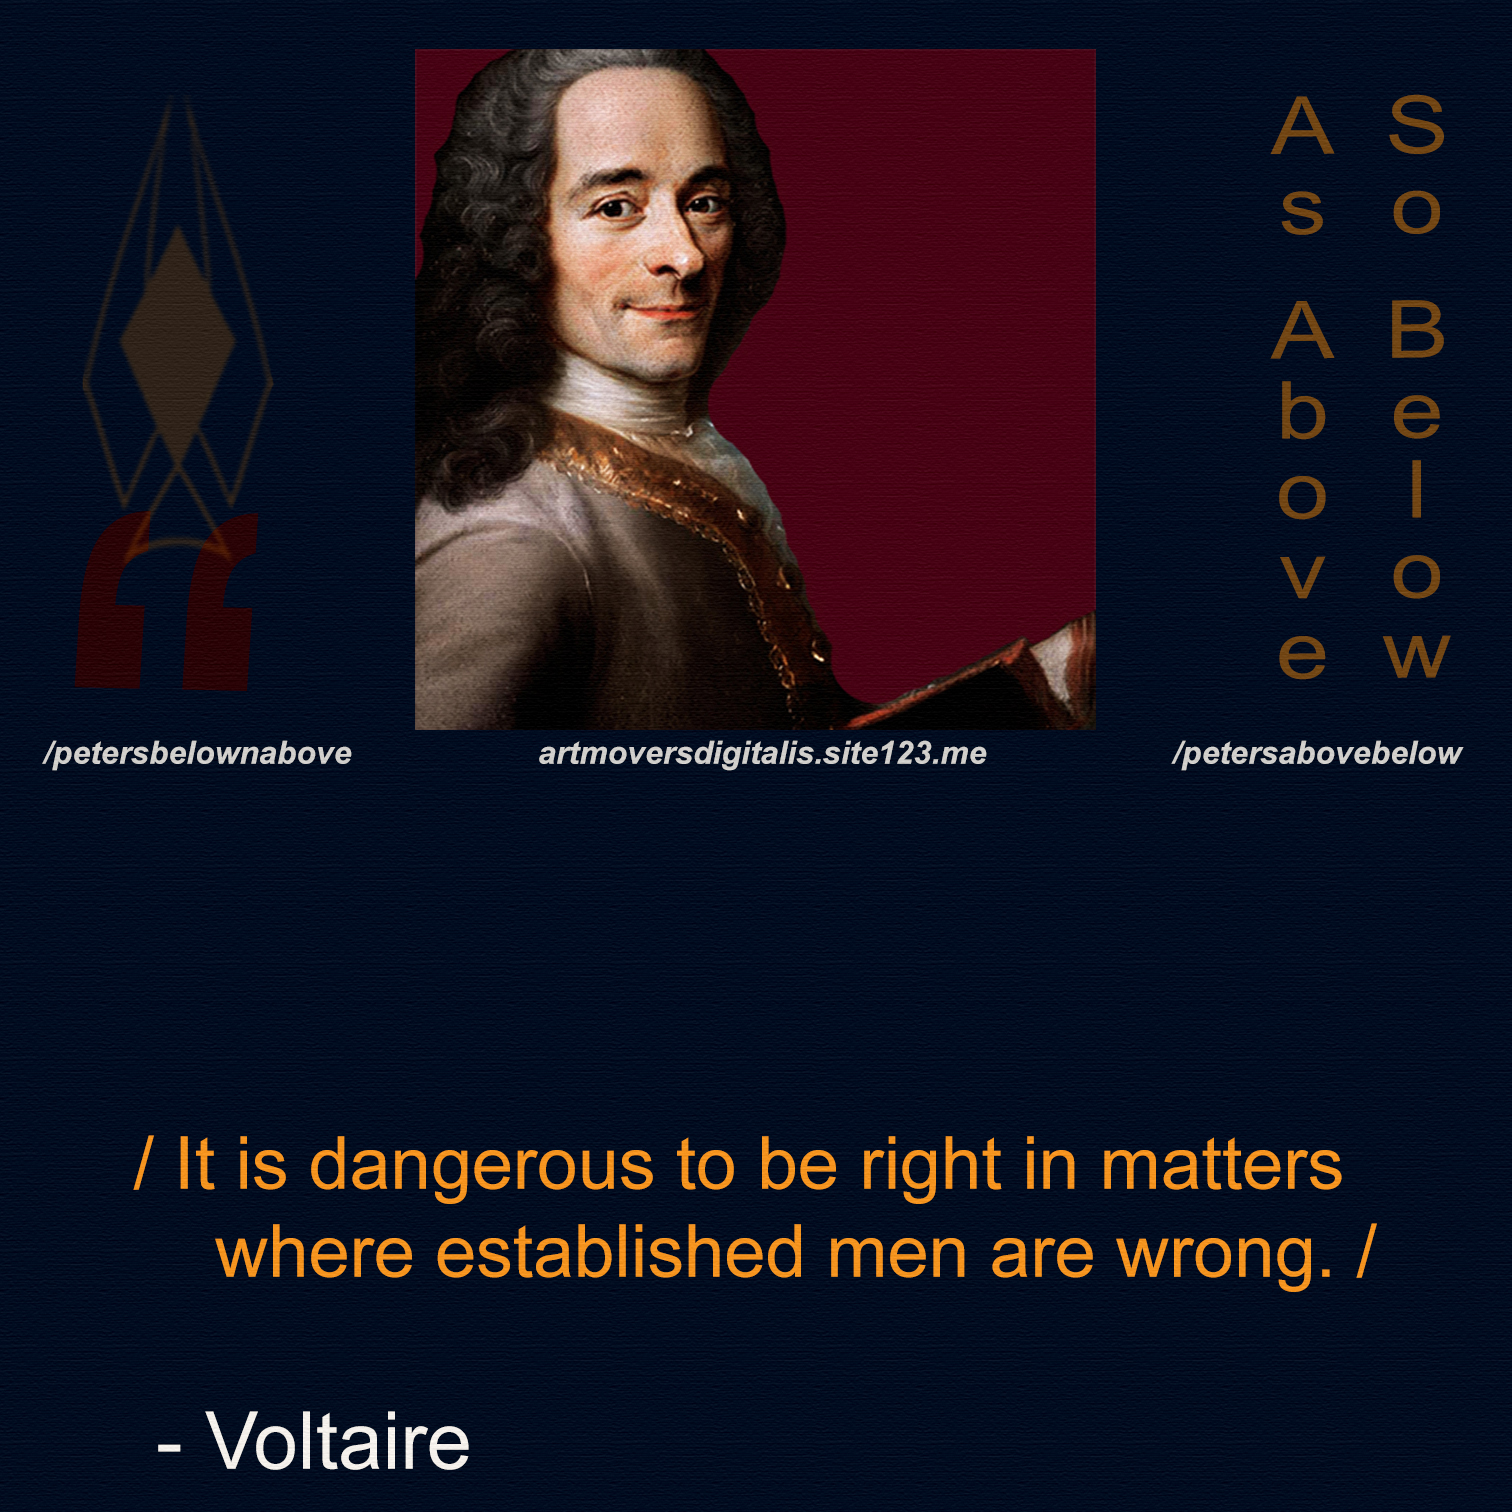 As Above
So Below
/petersbelownabove
artmoversdigitalis.site123.me
/petersabovebelow
/ It is dangerous to be right in matters
where established men are wrong. /
- Voltaire